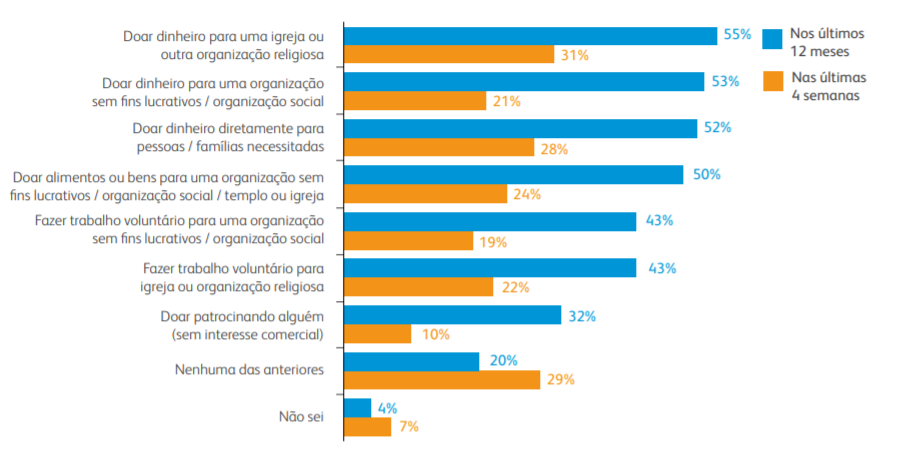 Doar dinheiro para uma igreja ou
outra organização religiosa
55%
31%
Doar dinheiro para uma organização
sem fins lucrativos / organização social
53%
21%
Doar dinheiro diretamente para
pessoas / famílias necessitadas
52%
28%
Doar alimentos ou bens para uma organização sem
fins lucrativos / organização social / templo ou igreja
50%
24%
Fazer trabalho voluntário para uma organização
sem fins lucrativos / organização social
43%
19%
Fazer trabalho voluntário para
igreja ou organização religiosa
43%
22%
Doar patrocinando alguém
(sem interesse comercial)
32%
10%
Nenhuma das anteriores
20%
29%
Não sei
4%
7%
Nos últimos
12 meses
Nas últimas
4 semanas